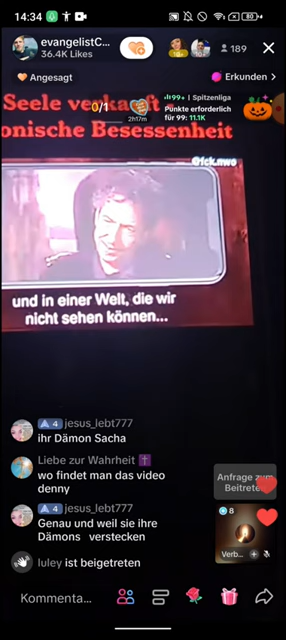 14:34
80
evangelistC...
36.4K Likes
189
Angesagt
Erkunden >
Seele verkauft =
onische Besessenheit
0/1
2h17m
99+ | Spitzenliga
Punkte erforderlich
für 99: 11.1K
@fck.nwo
und in einer Welt, die wir
nicht sehen können...
4 jesus_lebt777
ihr Dämon Sacha
Liebe zur Wahrheit
wo findet man das video
denny
4 jesus_lebt777
Genau und weil sie ihre
Dämons verstecken
luley ist beigetreten
Anfrage zum
Beitreten
8
Verb...
Kommenta...